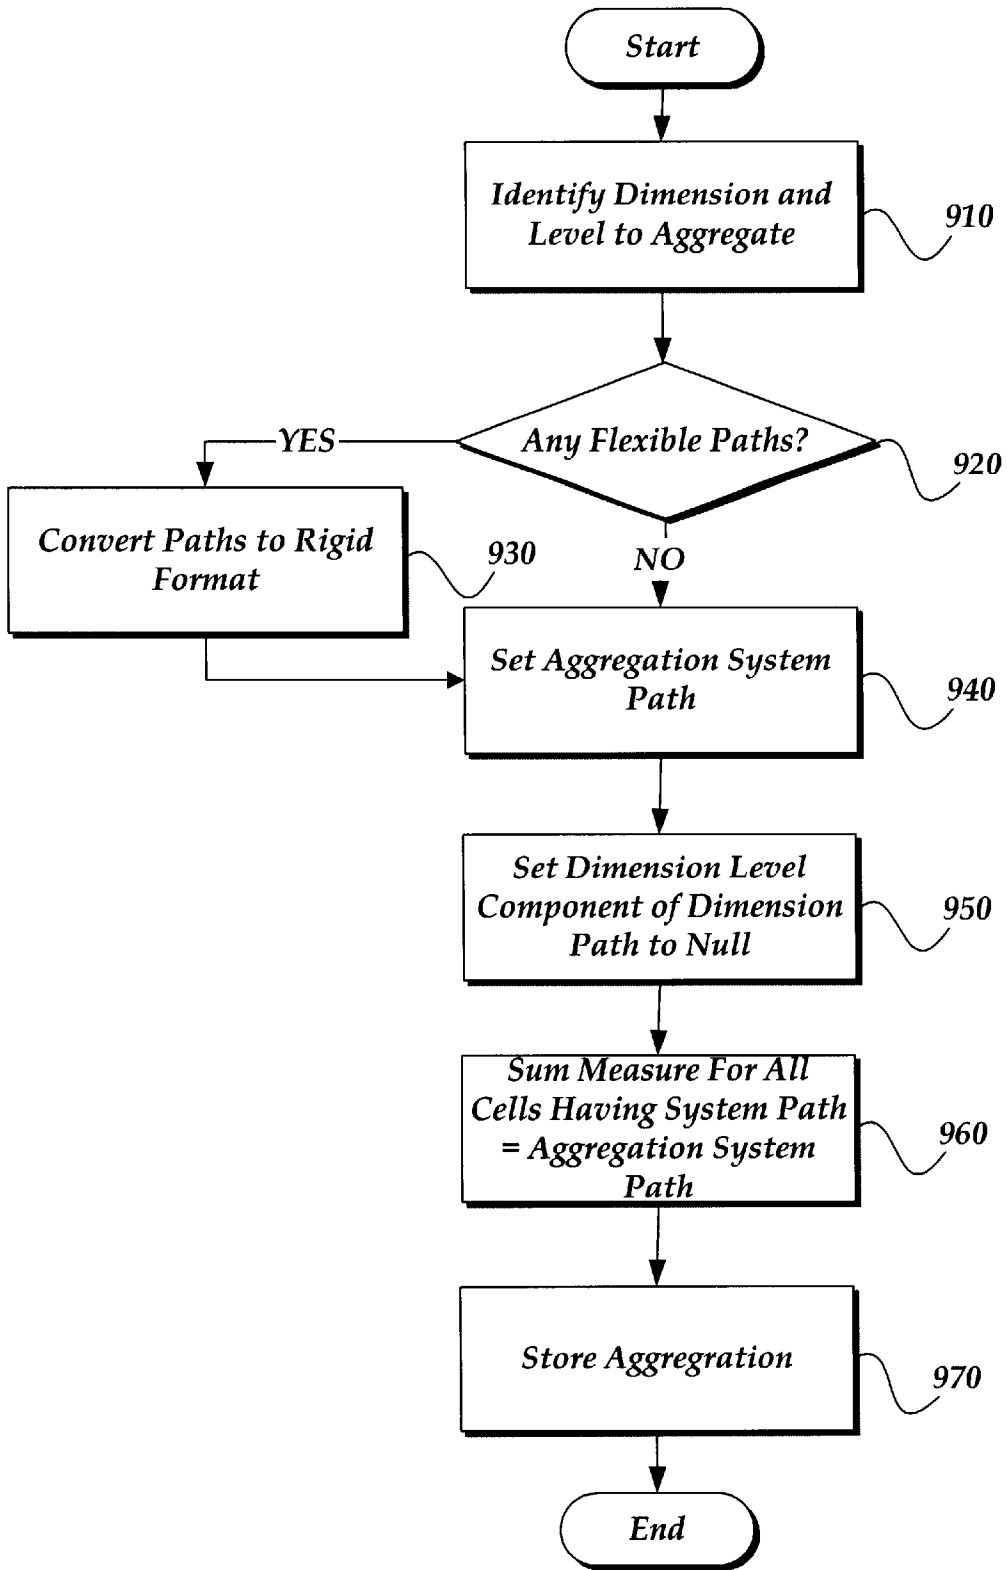 Start
Identify Dimension and
Level to Aggregate
910
Any Flexible Paths?
920
YES
Convert Paths to Rigid
Format
930
NO
Set Aggregation System
Path
940
Set Dimension Level
Component of Dimension
Path to Null
950
Sum Measure For All
Cells Having System Path
= Aggregation System
Path
960
Store Aggregration
970
End